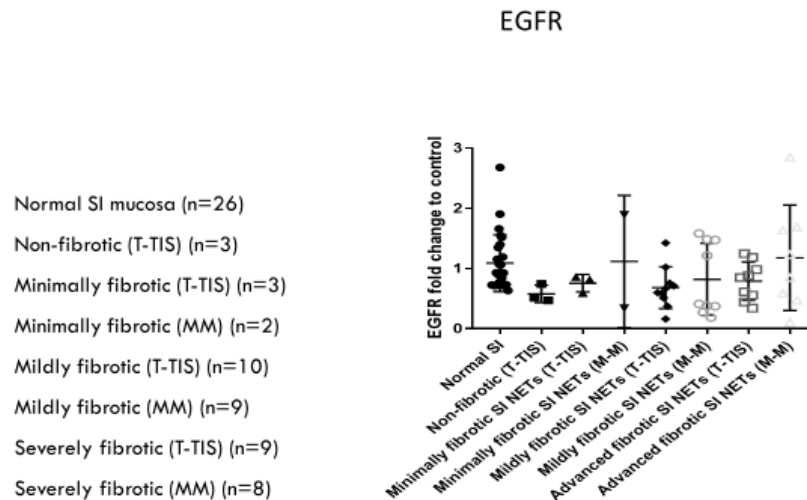 EGFR
Normal SI mucosa (n=26)
Non-fibrotic (T-TIS) (n=3)
Minimally fibrotic (T-TIS) (n=3)
Minimally fibrotic (MM) (n=2)
Mildly fibrotic (T-TIS) (n=10)
Mildly fibrotic (MM) (n=9)
Severely fibrotic (T-TIS) (n=9)
Severely fibrotic (MM) (n=8)
EGFR fold change to control
3
2
1
0
Normal SI
Non-fibrotic (T-TIS)
Minimally fibrotic SI NETs (T-TIS)
Minimally fibrotic SI NETs (M-M)
Mildly fibrotic SI NETs (T-TIS)
Mildly fibrotic SI NETs (M-M)
Advanced fibrotic SI NETs (T-TIS)
Advanced fibrotic SI NETs (M-M)